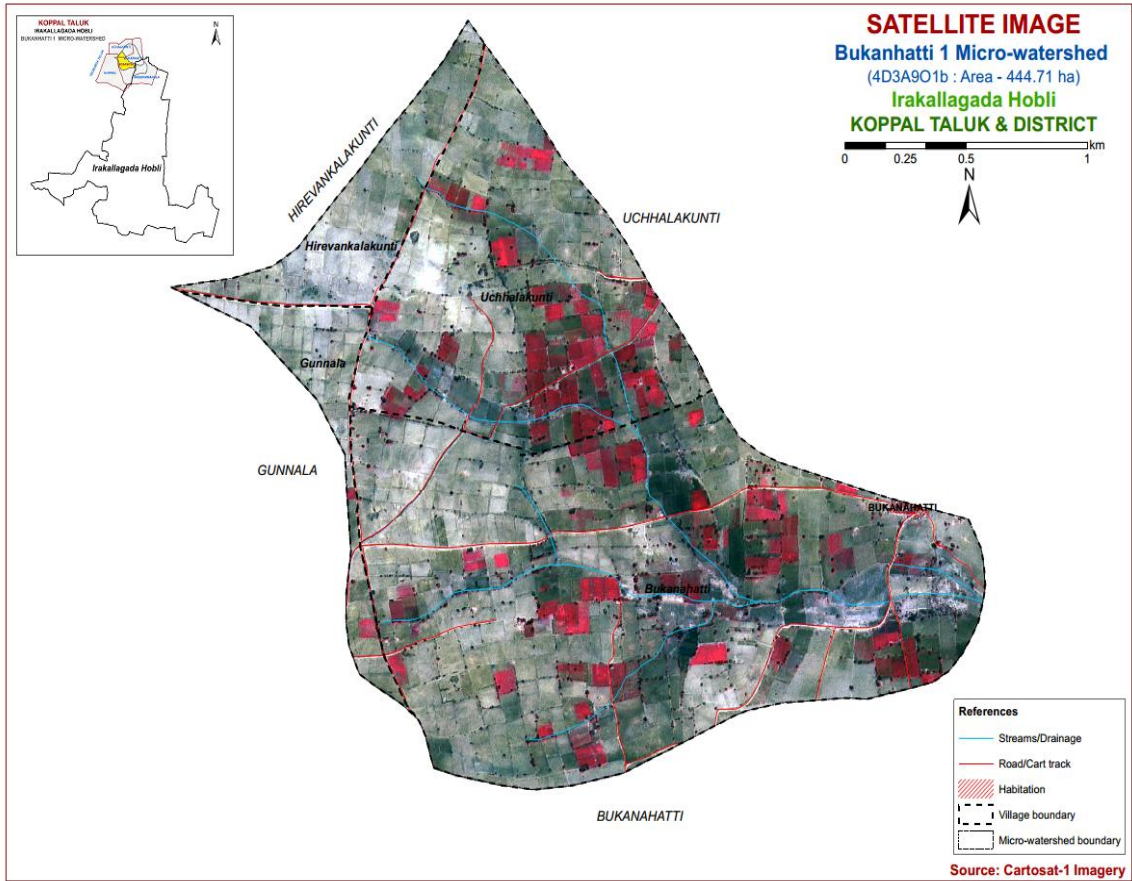 KOPPAL TALUK
IRAKALLAGADA HOBLI
BUKANHATTI 1 MICRO-WATERSHED
N
Irakallagada Hobli
SATELLITE IMAGE
Bukanhatti 1 Micro-watershed
(4D3A9O1b : Area - 444.71 ha)
Irakallagada Hobli
KOPPAL TALUK & DISTRICT
km
0 0.25 0.5 1
N
HIREVANKALAKUNTI
UCHHALAKUNTI
Hirevankalakunti
Uchhalakunti
Gunnala
GUNNALA
BUKANAHATTI
Bukanahatti
BUKANAHATTI
References
Streams/Drainage
Road/Cart track
Habitation
Village boundary
Micro-watershed boundary
Source: Cartosat-1 Imagery